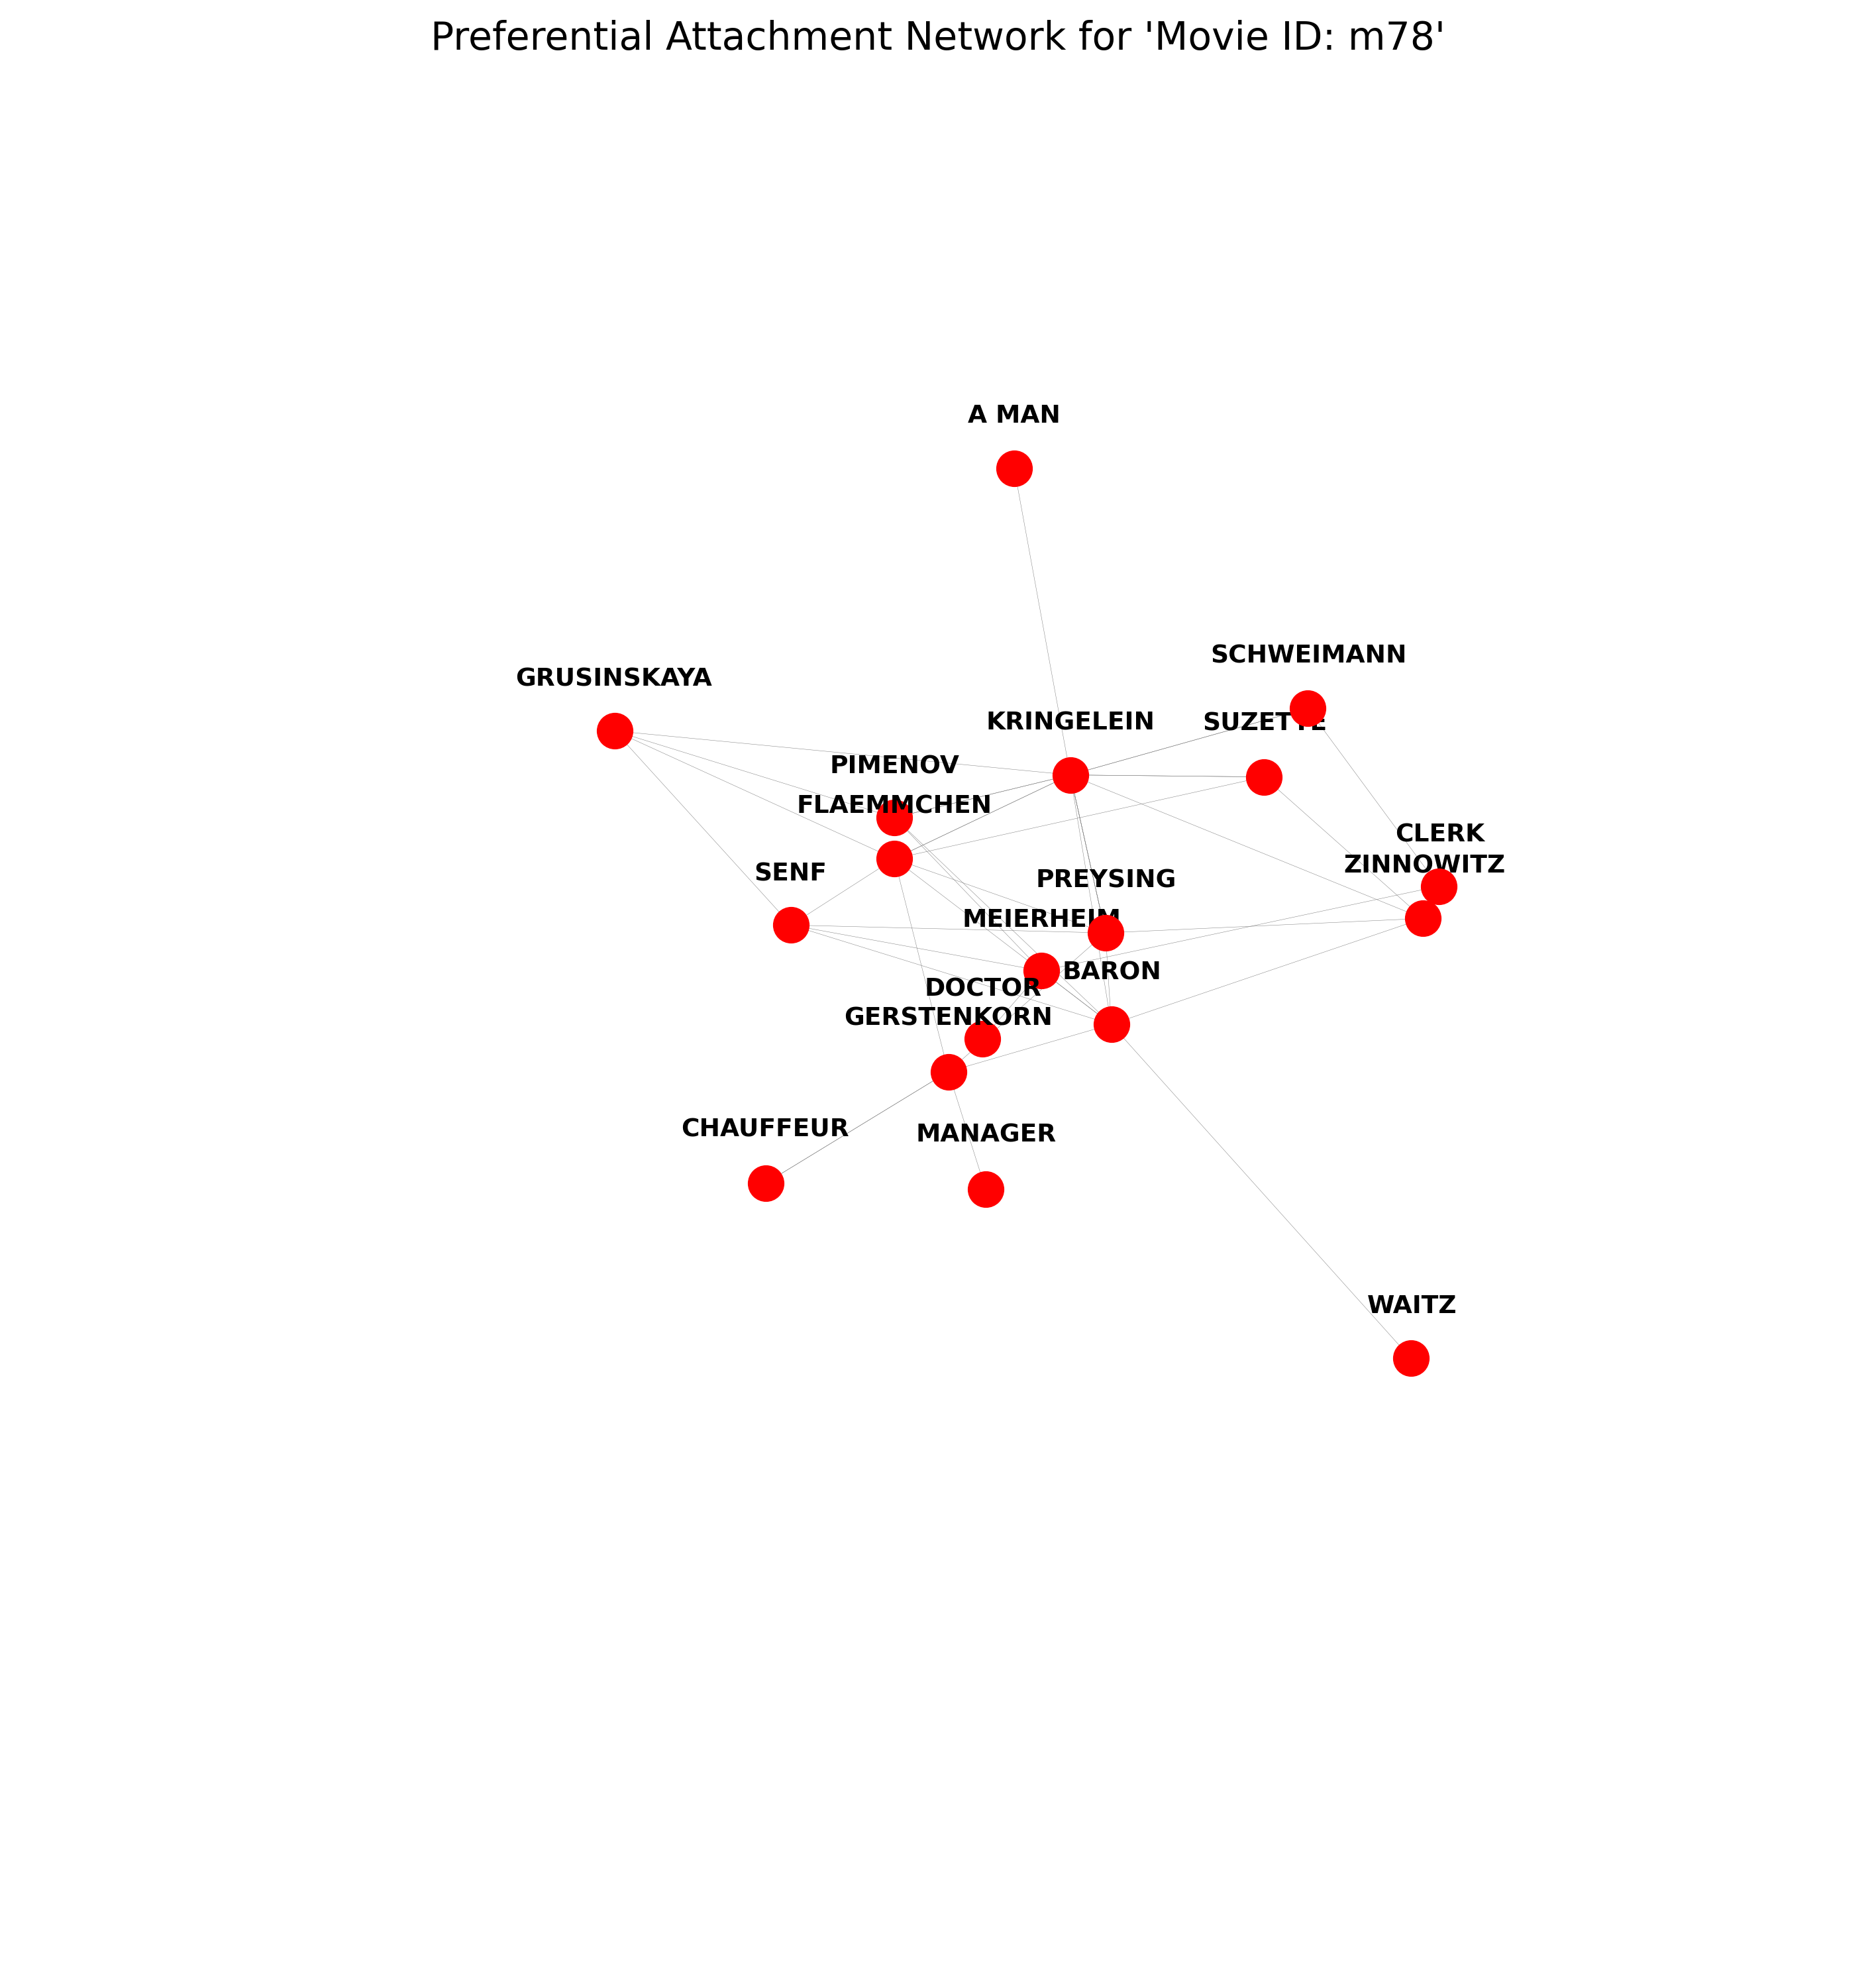 Preferential Attachment Network for 'Movie ID: m78'
A MAN
SCHWEIMANN
GRUSINSKAYA
KRINGELEIN
SUZETTE
PIMENOV
FLAEMMCHEN
CLERK
ZINNOWITZ
SENF
PREYSING
MEIERHEIM
BARON
DOCTOR
GERSTENKORN
CHAUFFEUR
MANAGER
WAITZ